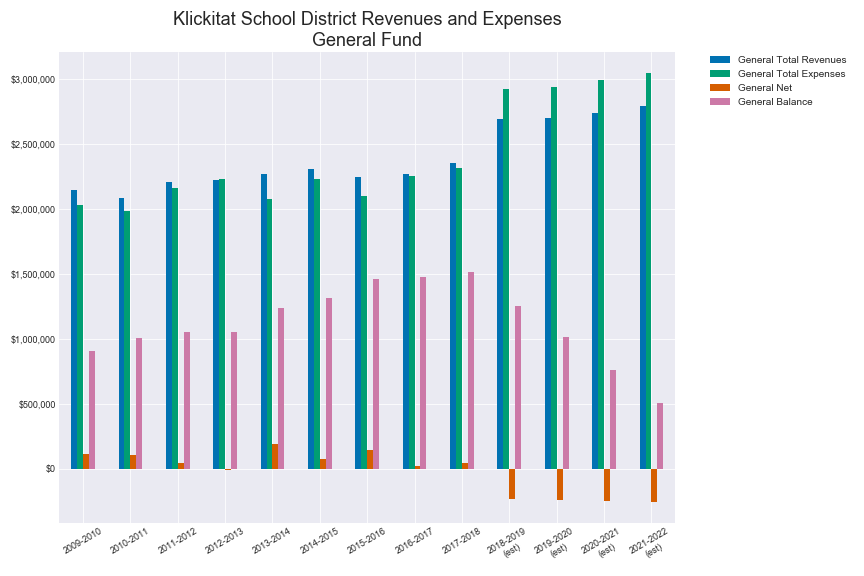 Klickitat School District Revenues and Expenses
General Fund
General Total Revenues
General Total Expenses
General Net
General Balance
$3,000,000
$2,500,000
$2,000,000
$1,500,000
$1,000,000
$500,000
$0
2009-2010
2010-2011
2011-2012
2012-2013
2013-2014
2014-2015
2015-2016
2016-2017
2017-2018
2018-2019
(est)
2019-2020
(est)
2020-2021
(est)
2021-2022
(est)